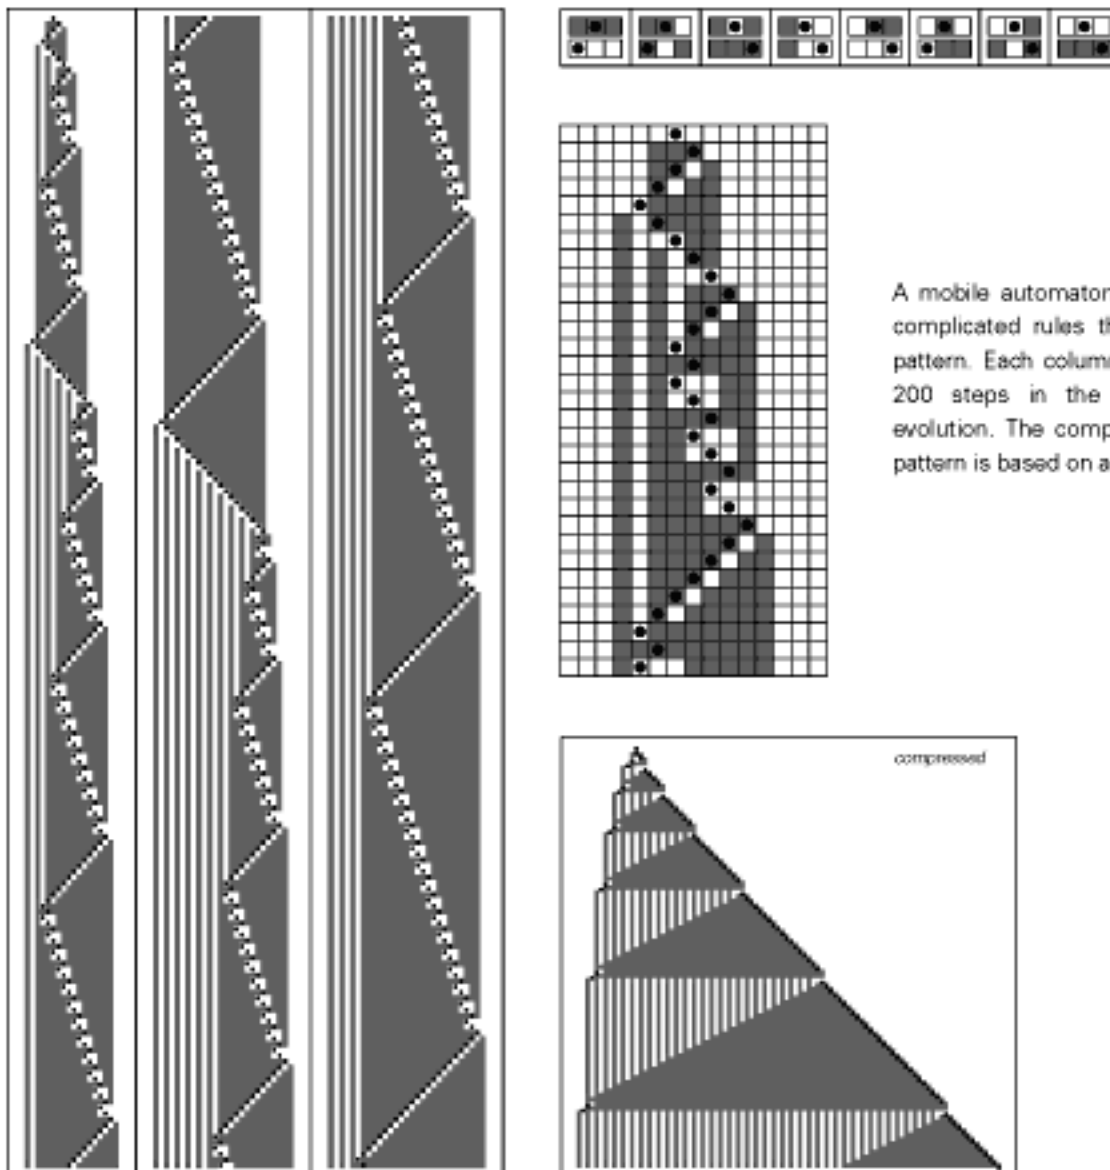 A mobile automaton
complicated rules th
pattern. Each colum
200 steps in the
evolution. The comp
pattern is based on a
compressed